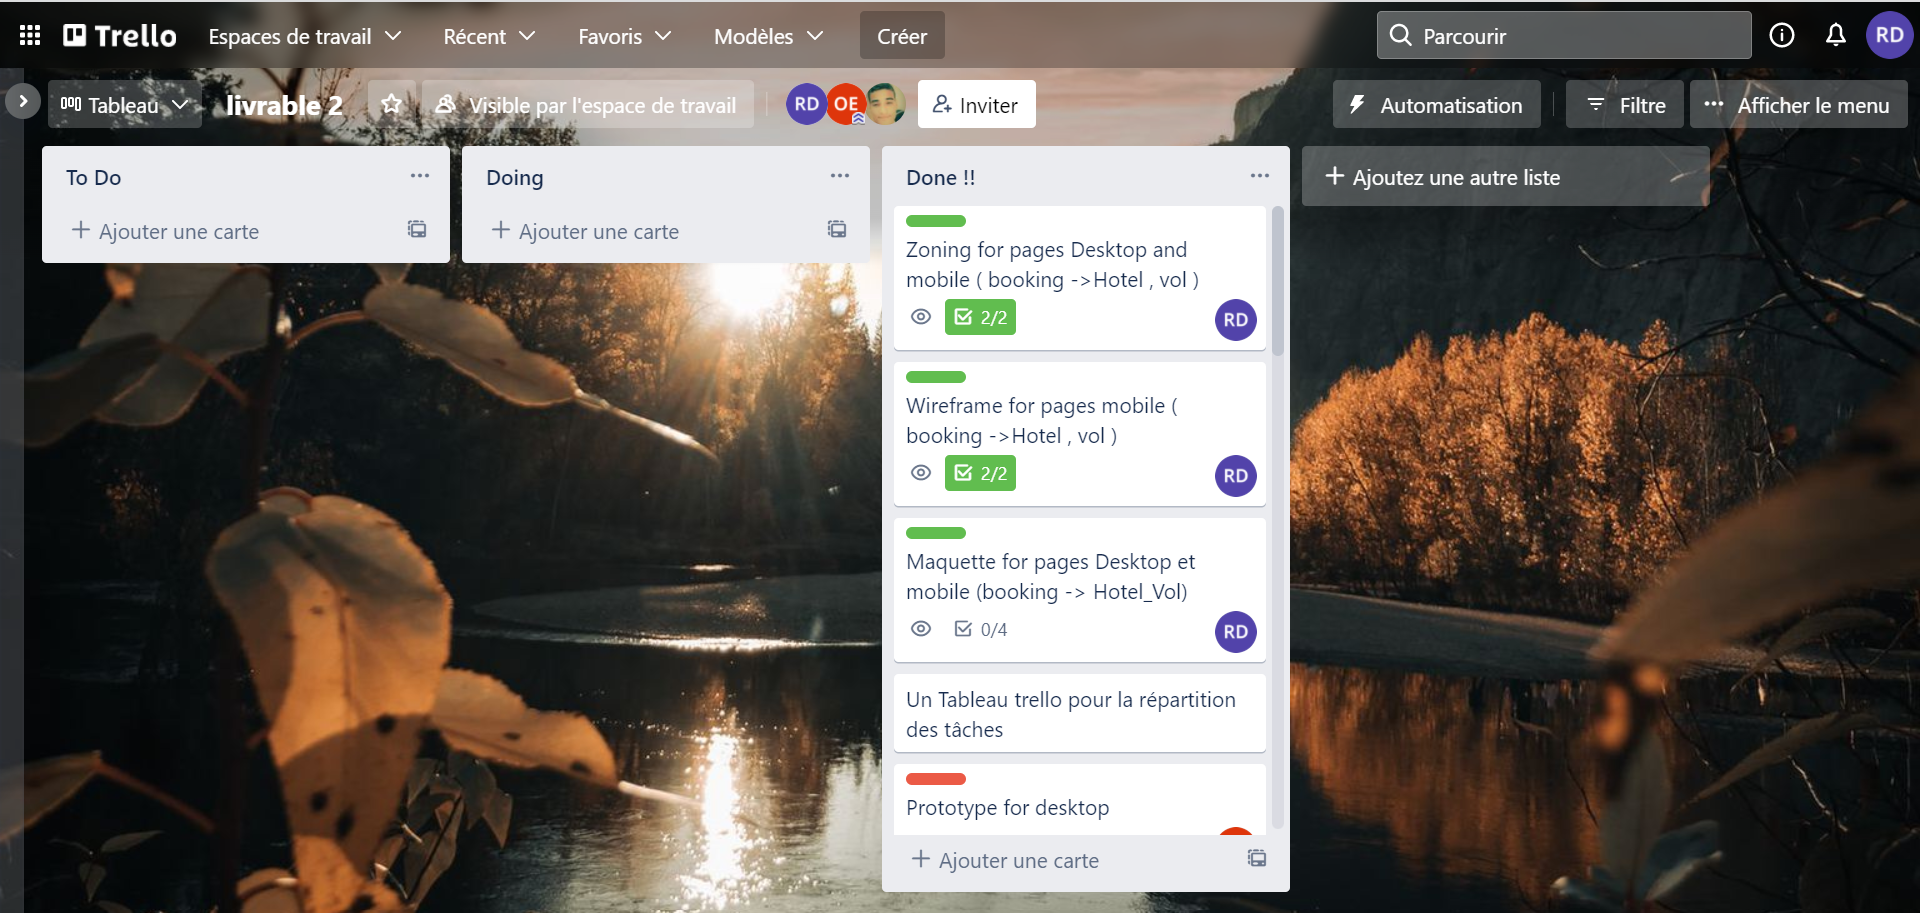 Trello
Espaces de travail
Récent
Favoris
Modèles
Créer
Parcourir
RD
Tableau
livrable 2
Visible par l'espace de travail
RD
OE
Inviter
Automatisation
Filtre
Afficher le menu
To Do
Ajouter une carte
Doing
Ajouter une carte
Done !!
Zoning for pages Desktop and
mobile ( booking ->Hotel , vol )
2/2
RD
Wireframe for pages mobile (
booking ->Hotel , vol )
2/2
RD
Maquette for pages Desktop et
mobile (booking -> Hotel_Vol)
0/4
RD
Un Tableau trello pour la répartition
des tâches
Prototype for desktop
Ajouter une carte
Ajoutez une autre liste